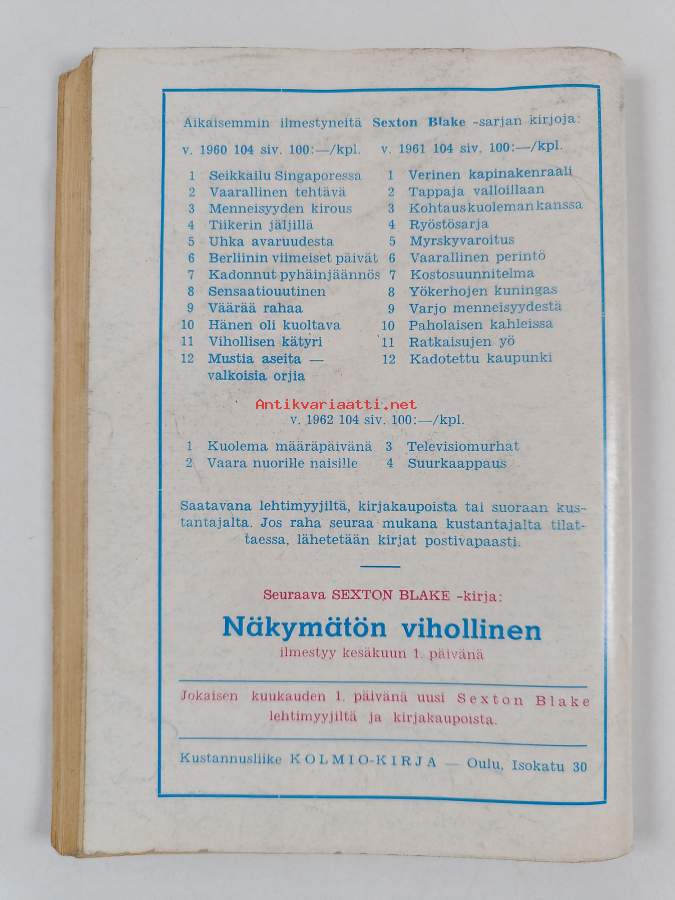 Aikaisemmin ilmestyneitä Sexton Blake -sarjan kirjoja:
v. 1960 104 siv. 100:—/kpl.
1 Seikkailu Singaporessa
2 Vaarallinen tehtävä
3 Menneisyyden kirous
4 Tiikerin jäljillä
5 Uhka avaruudesta
6 Berliinin viimeiset päivät
7 Kadonnut pyhäinjäännös
8 Sensaatiouutinen
9 Väärää rahaa
10 Hänen oli kuoltava
11 Vihollisen kätyri
12 Mustia aseita —
valkoisia orjia
v. 1961 104 siv. 100:—/kpl.
1 Verinen kapinakenraali
2 Tappaja valloillaan
3 Kohtaus kuoleman kanssa
4 Ryöstösarja
5 Myrskyvaroitus
6 Vaarallinen perintö
7 Kostosuunnitelma
8 Yökerhojen kuningas
9 Varjo menneisyydestä
10 Paholaisen kahleissa
11 Ratkaisujen yö
12 Kadotettu kaupunki
Antikvariaatti.net
v. 1962 104 siv. 100:—/kpl.
1 Kuolema määräpäivänä
2 Vaara nuorille naisille
3 Televisiomurhat
4 Suurkaappaus
Saatavana lehtimyyjiltä, kirjakaupoista tai suoraan kus-
tantajalta. Jos raha seuraa mukana kustantajalta tilat-
taessa, lähetetään kirjat postivapaasti.
Seuraava SEXTON BLAKE -kirja:
Näkymätön vihollinen
ilmestyy kesäkuun 1. päivänä
Jokaisen kuukauden 1. päivänä uusi Sexton Blake
lehtimyyjiltä ja kirjakaupoista.
Kustannusliike KOLMIO-KIRJA — Oulu, Isokatu 30